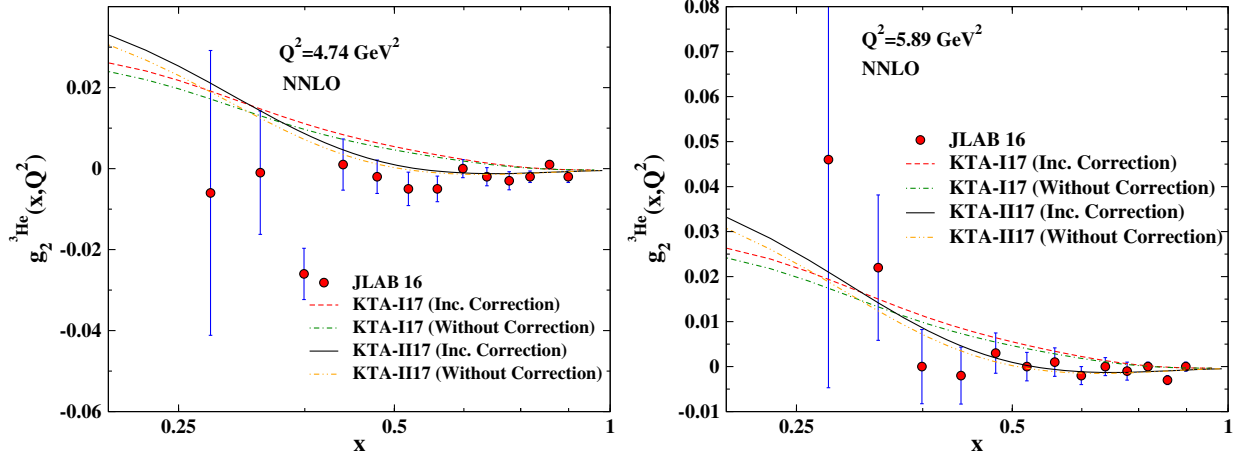 Q²=4.74 GeV²
NNLO
g₂ ³He(x,Q²)
0.02
0
-0.02
-0.04
-0.06
JLAB 16
KTA-I17 (Inc. Correction)
KTA-I17 (Without Correction)
KTA-II17 (Inc. Correction)
KTA-II17 (Without Correction)
0.25
0.5
1
x
Q²=5.89 GeV²
NNLO
g₂ ³He(x,Q²)
0.08
0.07
0.06
0.05
0.04
0.03
0.02
0.01
0
-0.01
JLAB 16
KTA-I17 (Inc. Correction)
KTA-I17 (Without Correction)
KTA-II17 (Inc. Correction)
KTA-II17 (Without Correction)
0.25
0.5
1
x